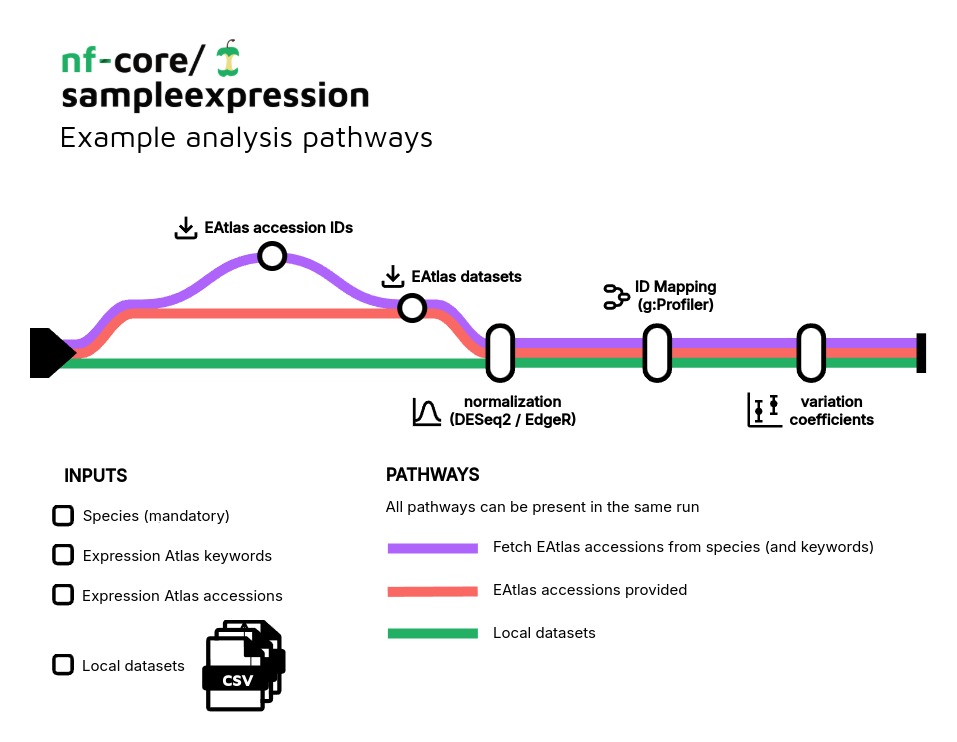 nf-core/
sampleexpression
Example analysis pathways
EAtlas accession IDs
EAtlas datasets
ID Mapping
(g:Profiler)
normalization
(DESeq2 / EdgeR)
variation
coefficients
INPUTS
Species (mandatory)
Expression Atlas keywords
Expression Atlas accessions
Local datasets
CSV
PATHWAYS
All pathways can be present in the same run
Fetch EAtlas accessions from species (and keywords)
EAtlas accessions provided
Local datasets